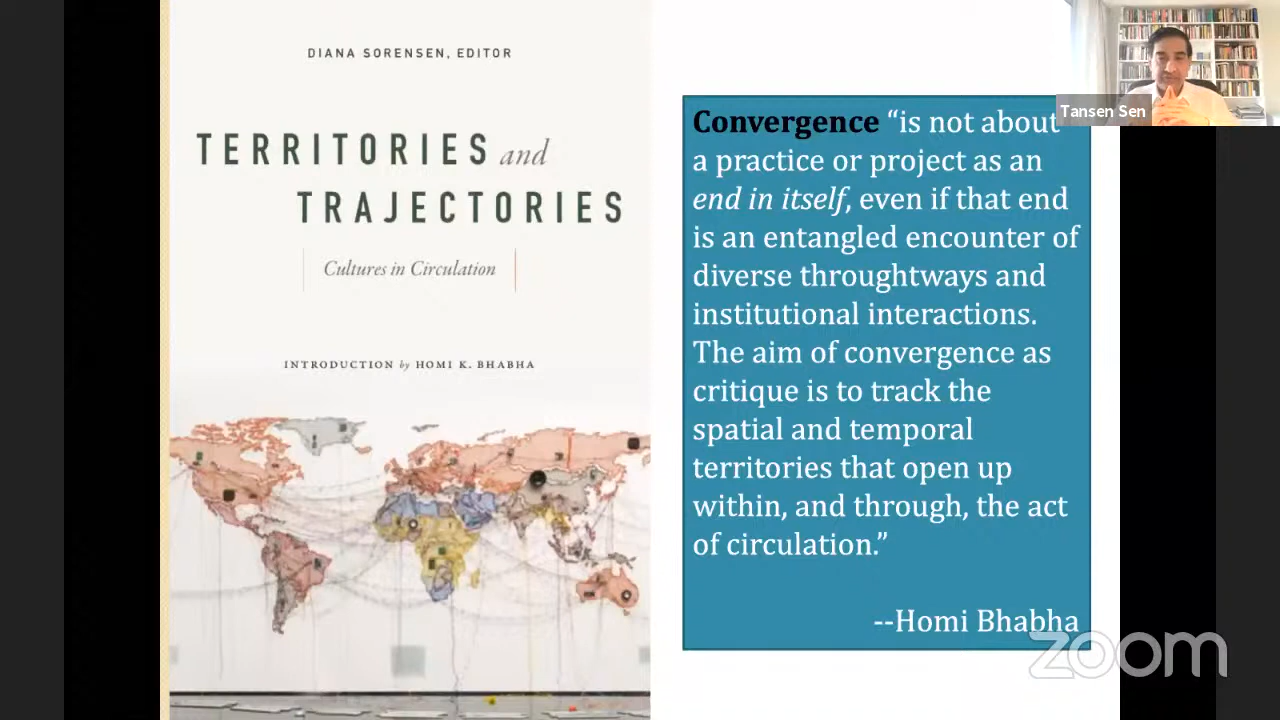 DIANA SORENSEN, EDITOR
TERRITORIES and
TRAJECTORIES
Cultures in Circulation
INTRODUCTION by HOMI K. BHABHA
Convergence “is not about
a practice or project as an
end in itself, even if that end
is an entangled encounter of
diverse throughtways and
institutional interactions.
The aim of convergence as
critique is to track the
spatial and temporal
territories that open up
within, and through, the act
of circulation.”
--Homi Bhabha
Tansen Sen
zoom